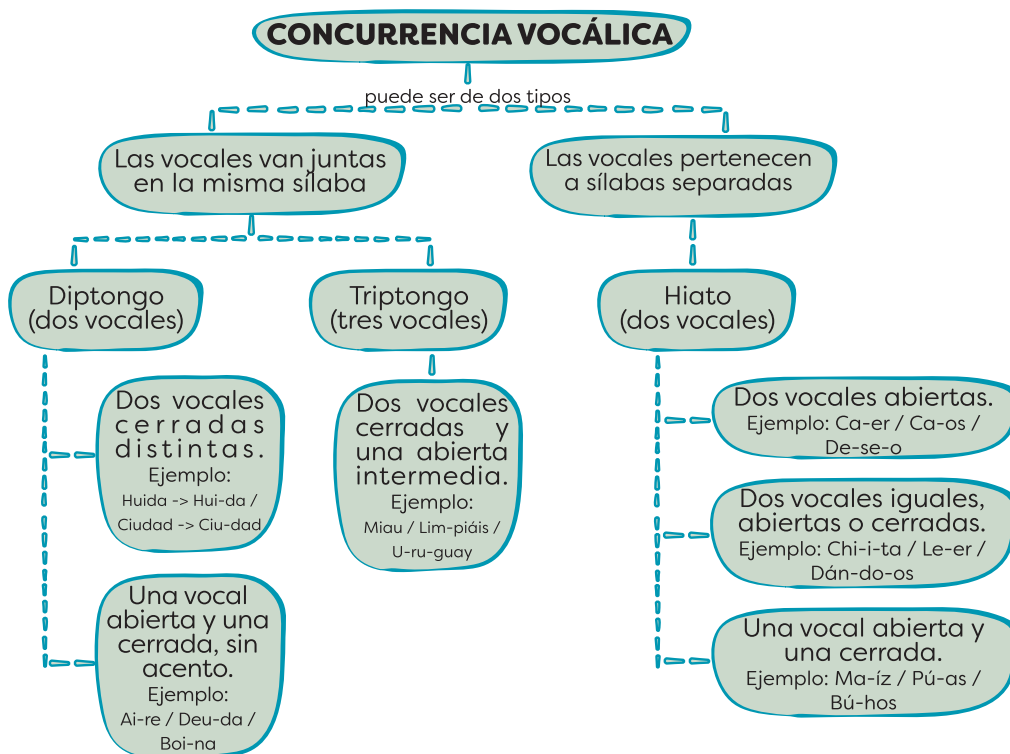 CONCURRENCIA VOCÁLICA
puede ser de dos tipos
Las vocales van juntas
en la misma sílaba
Las vocales pertenecen
a sílabas separadas
Diptongo
(dos vocales)
Triptongo
(tres vocales)
Hiato
(dos vocales)
Dos vocales
cerradas
distintas.
Ejemplo:
Huida -> Hui-da /
Ciudad -> Ciu-dad
Una vocal
abierta y una
cerrada, sin
acento.
Ejemplo:
Ai-re / Deu-da /
Boi-na
Dos vocales
cerradas y
una abierta
intermedia.
Ejemplo:
Miau / Lim-piáis /
U-ru-guay
Dos vocales abiertas.
Ejemplo: Ca-er / Ca-os /
De-se-o
Dos vocales iguales,
abiertas o cerradas.
Ejemplo: Chi-i-ta / Le-er /
Dán-do-os
Una vocal abierta y
una cerrada.
Ejemplo: Ma-íz / Pú-as /
Bú-hos